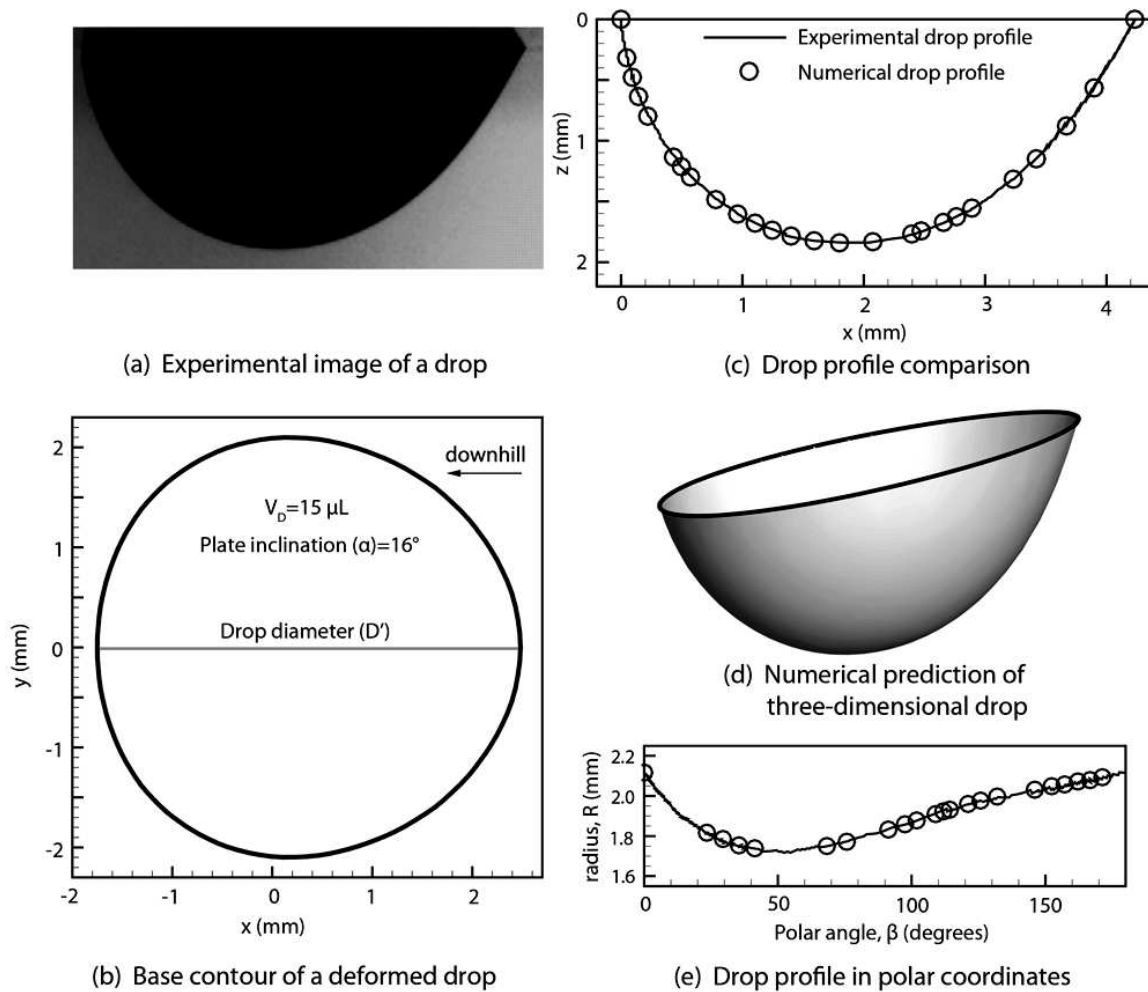 (a) Experimental image of a drop
0
1
2
z (mm)
Experimental drop profile
Numerical drop profile
0
1
2
3
4
x (mm)
(c) Drop profile comparison
2
1
0
-1
-2
y (mm)
downhill
V_D=15 μL
Plate inclination (α)=16°
Drop diameter (D')
-2
-1
0
1
2
x (mm)
(b) Base contour of a deformed drop
(d) Numerical prediction of
three-dimensional drop
2.2
2.0
1.8
1.6
radius, R (mm)
0
50
100
150
Polar angle, β (degrees)
(e) Drop profile in polar coordinates